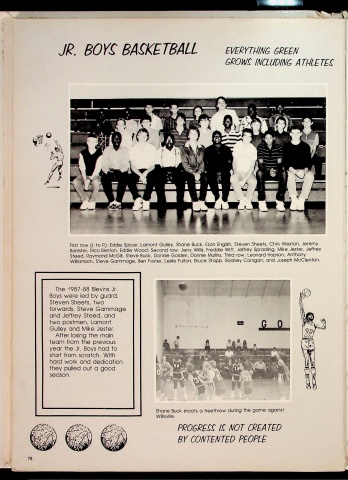 JR. BOYS BASKETBALL
EVERYTHING GREEN
GROWS INCLUDING ATHLETES
First row (L to R): Eddie Spicer, Lamont Gulley, Shane Buck, Ezon English, Steven Sheets, Chris Weston, Jeremy
Banister, Rico Benton, Eddie Wood. Second row: Jerry Wills, Freddie Witt, Jeffrey Spradling, Mike Jester, Jeffrey
Steed, Raymond McGill, Steve Buck, Donnie Golden, Donnie Mullins. Third row: Leonard Hopson, Anthony
Williamson, Steve Gammage, Ben Foster, Leske Fulton, Bruce Stapp, Rodney Carrigan, and Joseph McClenton.
The 1987-88 Blevins Jr.
Boys were led by guard,
Steven Sheets, two
forwards, Steve Gammage
and Jeffrey Steed, and
two postmen, Lamont
Gulley and Mike Jester.
After losing the main
team from the previous
year the Jr. Boys had to
start from scratch. With
hard work and dedication
they pulled out a good
season.
G O
Shane Buck shoots a freethrow during the game against
Willisville.
PROGRESS IS NOT CREATED
BY CONTENTED PEOPLE
78